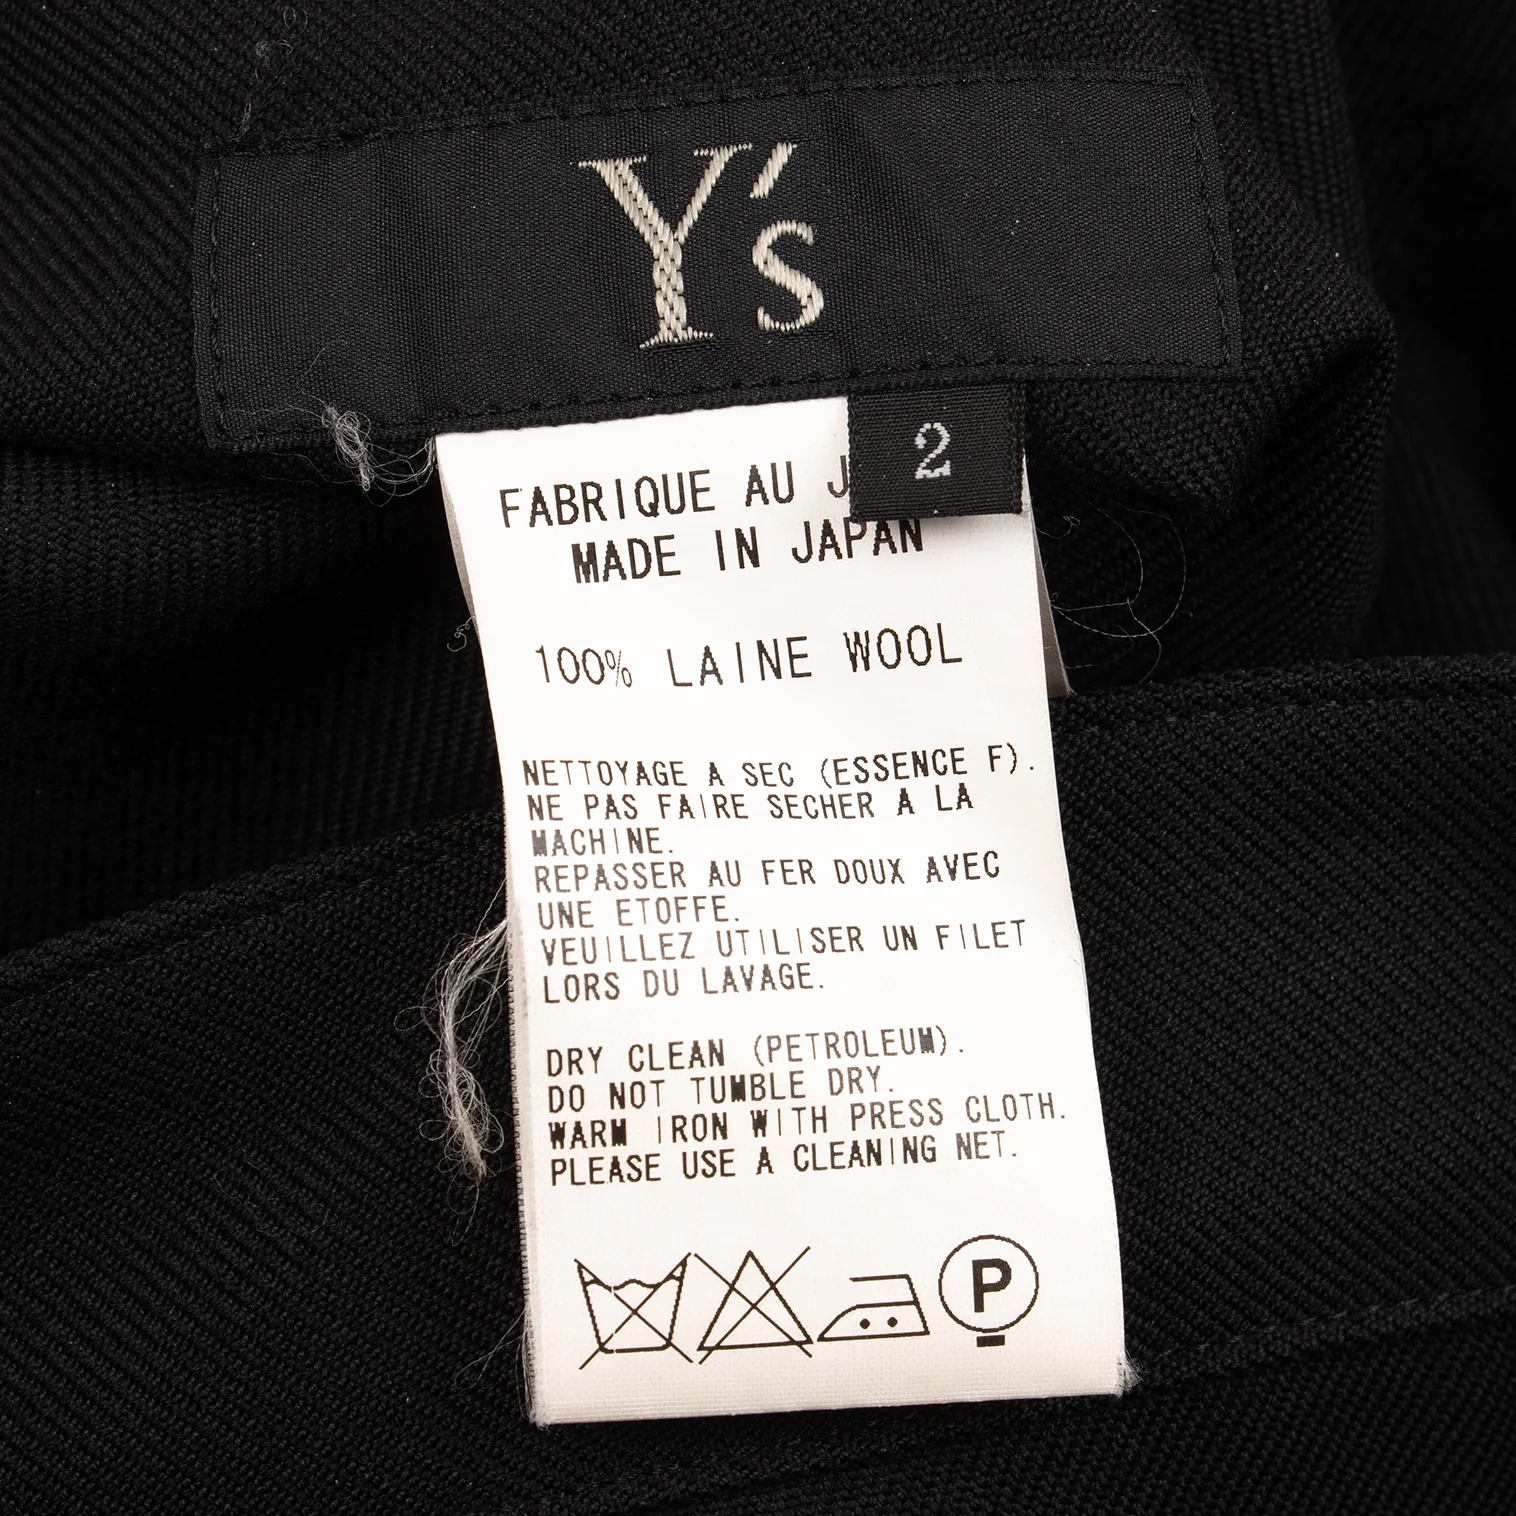 Y's
2
FABRIQUE AU J
MADE IN JAPAN
100% LAINE WOOL
NETTOYAGE A SEC (ESSENCE F).
NE PAS FAIRE SECHER A LA
MACHINE.
REPASSER AU FER DOUX AVEC
UNE ETOFFE.
VEUILLEZ UTILISER UN FILET
LORS DU LAVAGE.
DRY CLEAN (PETROLEUM).
DO NOT TUMBLE DRY.
WARM IRON WITH PRESS CLOTH.
PLEASE USE A CLEANING NET.
P